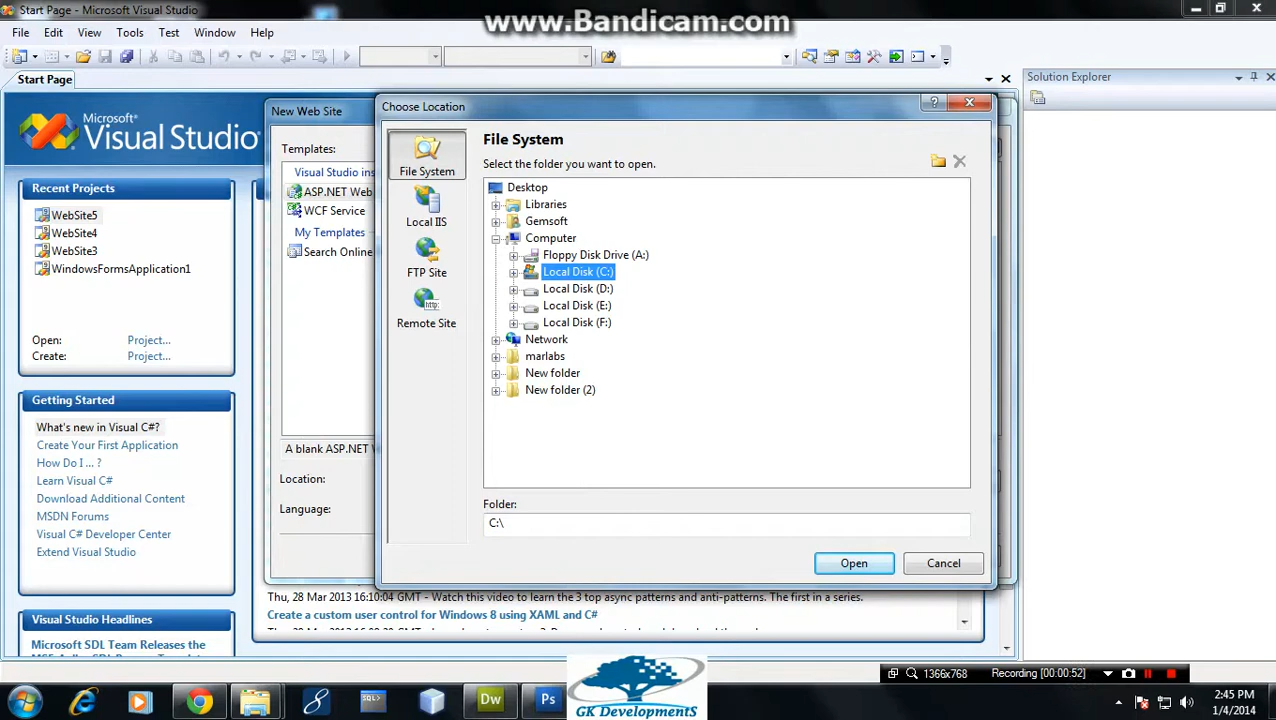 Start Page - Microsoft Visual Studio
www.Bandicam.com
File Edit View Tools Test Window Help
Start Page
Solution Explorer
Microsoft®
Visual Studio
Recent Projects
WebSite5
WebSite4
WebSite3
WindowsFormsApplication1
Open: Project...
Create: Project...
Getting Started
What's new in Visual C#?
Create Your First Application
How Do I ... ?
Learn Visual C#
Download Additional Content
MSDN Forums
Visual C# Developer Center
Extend Visual Studio
Visual Studio Headlines
Microsoft SDL Team Releases the
New Web Site
Templates:
Visual Studio ins
ASP.NET Web
WCF Service
My Templates
Search Online
A blank ASP.NET W
Location:
Language:
Choose Location
File System
Local IIS
FTP Site
http:
Remote Site
File System
Select the folder you want to open.
Desktop
Libraries
Gemsoft
Computer
Floppy Disk Drive (A:)
Local Disk (C:)
Local Disk (D:)
Local Disk (E:)
Local Disk (F:)
Network
marlabs
New folder
New folder (2)
Folder:
C:\
Open Cancel
Thu, 28 Mar 2013 16:10:04 GMT - Watch this video to learn the 3 top async patterns and anti-patterns. The first in a series.
Create a custom user control for Windows 8 using XAML and C#
1366x768 Recording [00:00:52]
SQL
Dw
Ps
GK DevelopmentS
2:45 PM
1/4/2014